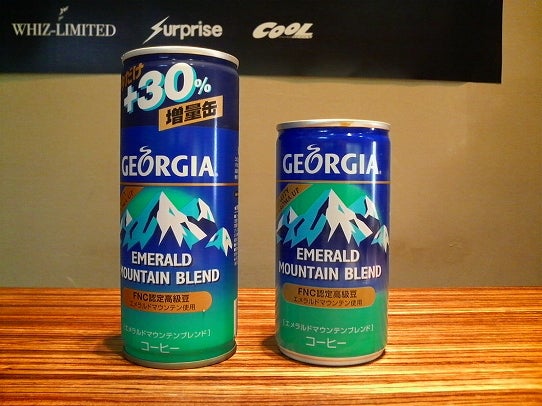 WHIZ-LIMITED
Surprise
COOL
だけ
+30%
増量缶
GEORGIA
EMERALD
MOUNTAIN BLEND
FNC認定高級豆
エメラルドマウンテン使用
[エメラルドマウンテンブレンド]
コーヒー
GEORGIA
EMERALD
MOUNTAIN BLEND
FNC認定高級豆
エメラルドマウンテン使用
[エメラルドマウンテンブレンド]
コーヒー